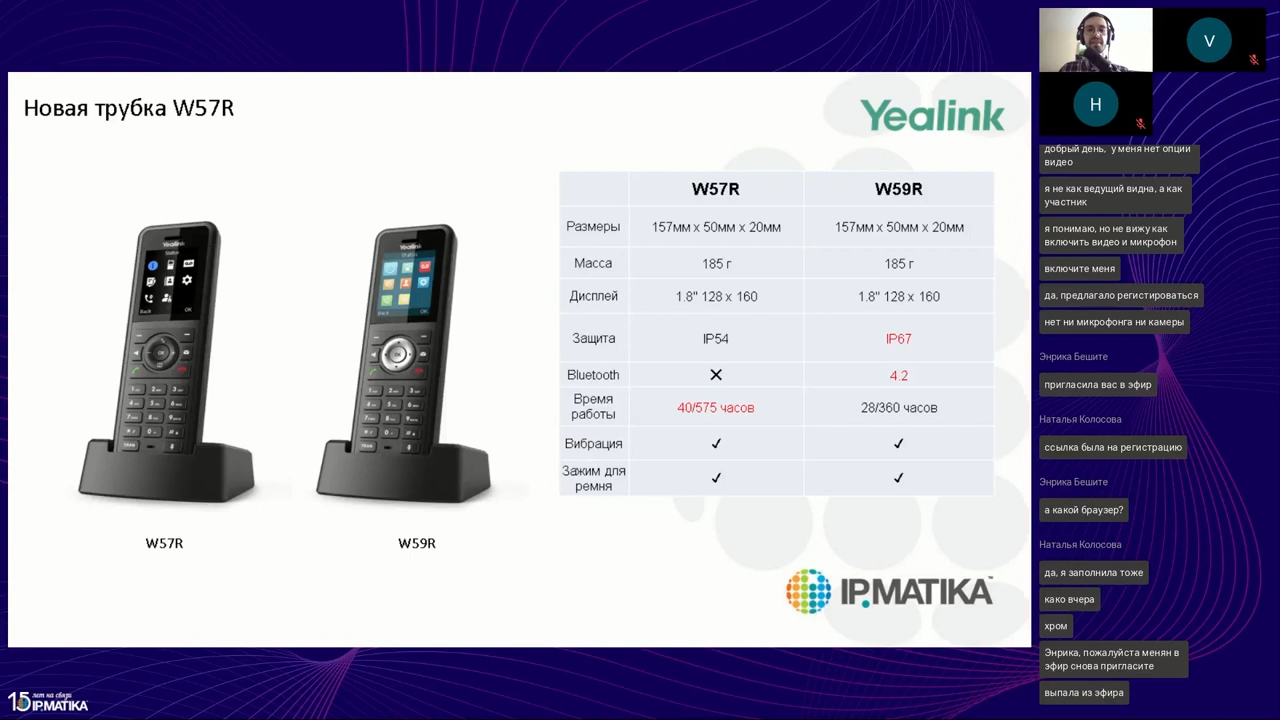 Новая трубка W57R
Yealink
W57R W59R
Размеры 157мм x 50мм x 20мм 157мм x 50мм x 20мм
Масса 185 г 185 г
Дисплей 1.8" 128 x 160 1.8" 128 x 160
Защита IP54 IP67
Bluetooth ✕ 4.2
Время работы 40/575 часов 28/360 часов
Вибрация ✓ ✓
Зажим для ремня ✓ ✓
W57R
W59R
IPMATIKA™
15 лет на связи
IPMATIKA
V
H
добрый день, у меня нет опции
видео
я не как ведущий видна, а как
участник
я понимаю, но не вижу как
включить видео и микрофон
включите меня
да, предлагало регистироваться
нет ни микрофонга ни камеры
Энрика Бешите
пригласила вас в эфир
Наталья Колосова
ссылка была на регистрацию
Энрика Бешите
а какой браузер?
Наталья Колосова
да, я заполнила тоже
како вчера
хром
Энрика, пожалуйста менян в
эфир снова пригласите
выпала из эфира